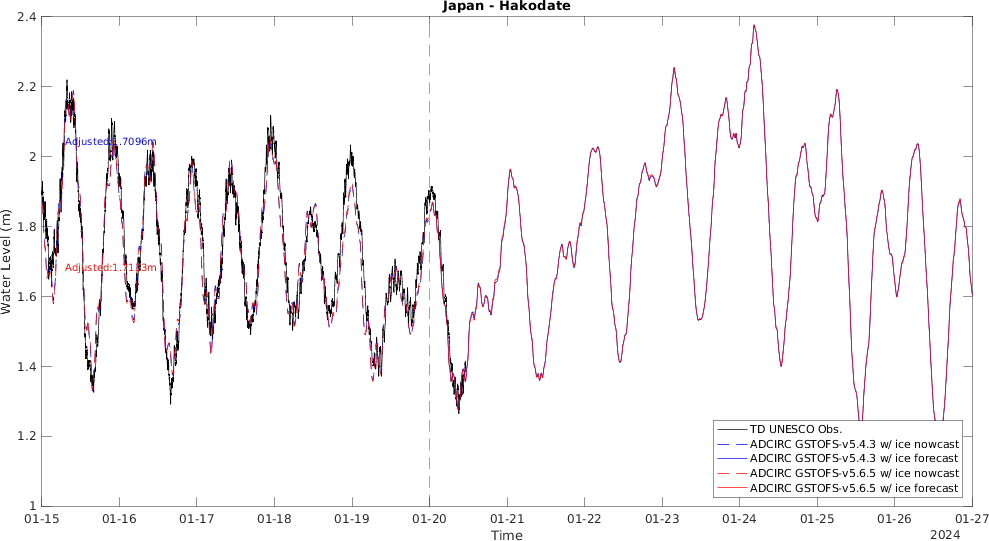 Japan - Hakodate
Water Level (m)
2.4
2.2
2
1.8
1.6
1.4
1.2
1
Adjusted:1.7096m
TD UNESCO Obs.
ADCIRC GSTOFS-v5.4.3 w/ ice nowcast
ADCIRC GSTOFS-v5.4.3 w/ ice forecast
ADCIRC GSTOFS-v5.6.5 w/ ice nowcast
ADCIRC GSTOFS-v5.6.5 w/ ice forecast
01-15 01-16 01-17 01-18 01-19 01-20 01-21 01-22 01-23 01-24 01-25 01-26 01-27
Time
2024